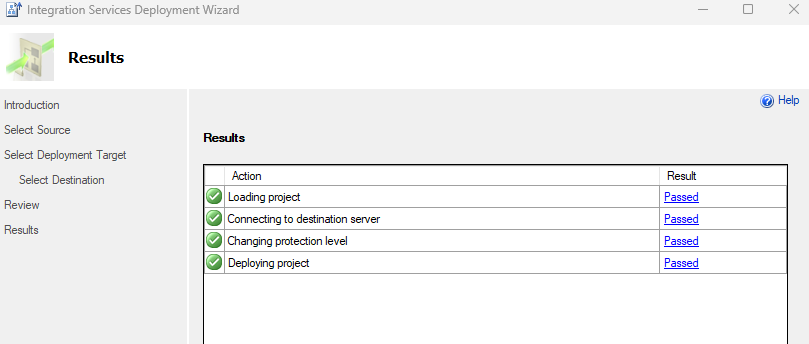 Integration Services Deployment Wizard
Results
Introduction
Select Source
Select Deployment Target
Select Destination
Review
Results
Help
Results
Action Result
Loading project Passed
Connecting to destination server Passed
Changing protection level Passed
Deploying project Passed